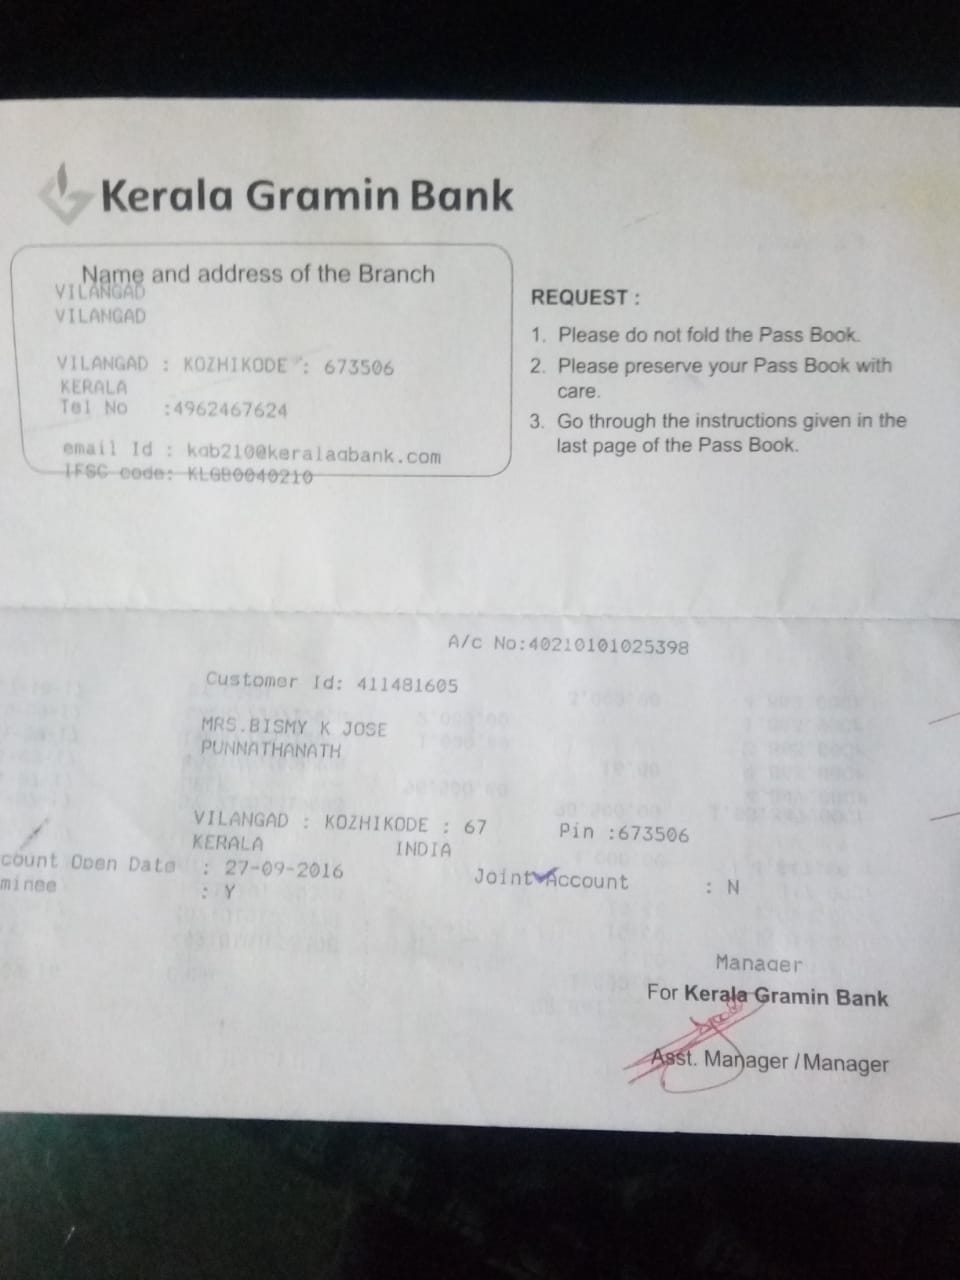 Kerala Gramin Bank
Name and address of the Branch
VILANGAD
VILANGAD
VILANGAD : KOZHIKODE : 673506
KERALA
Tel No :4962467624
email Id : kgb2100keralagbank.com
IFSC code: KLGB0040210
REQUEST :
1. Please do not fold the Pass Book.
2. Please preserve your Pass Book with
care.
3. Go through the instructions given in the
last page of the Pass Book.
A/c No:40210101025398
Customer Id: 411481605
MRS.BISMY K JOSE
PUNNATHANATH
VILANGAD : KOZHIKODE : 67 Pin :673506
KERALA INDIA
count Open Date : 27-09-2016 Joint Account : N
minee : Y
Manager
For Kerala Gramin Bank
Asst. Manager / Manager